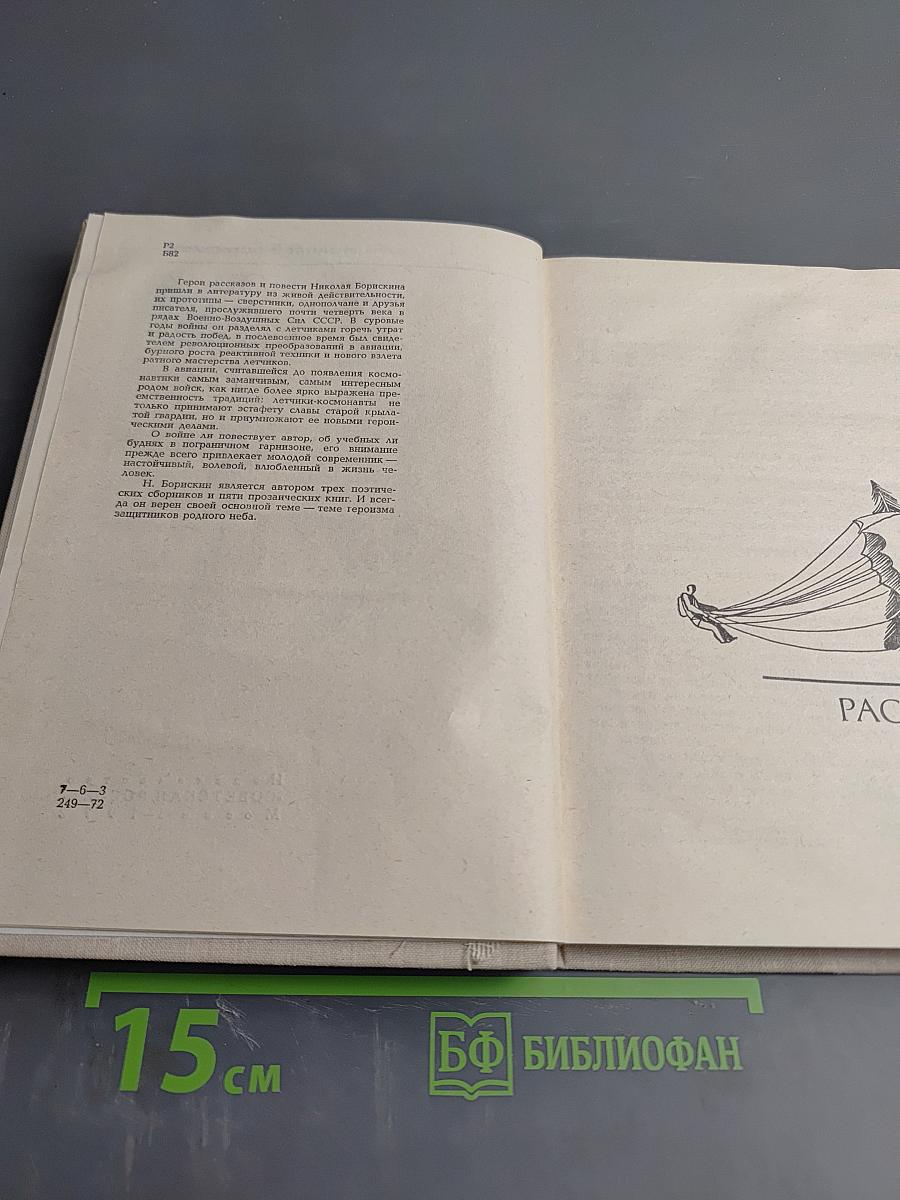 Р2
Б82
Герои рассказов и повести Николая Борискина
пришли в литературу из живой действительности,
их прототипы — сверстники, однополчане и друзья
писателя, прослужившего почти четверть века в
рядах Военно-Воздушных Сил СССР. В суровые
годы войны он разделял с летчиками горечь утрат
и радость побед, в послевоенное время был свиде-
телем революционных преобразований в авиации,
бурного роста реактивной техники и нового взлета
ратного мастерства летчиков.
В авиации, считавшейся до появления космо-
навтики самым заманчивым, самым интересным
родом войск, как нигде более ярко выражена пре-
емственность традиций: летчики-космонавты не
только принимают эстафету славы старой крыла-
той гвардии, но и приумножают ее новыми герои-
ческими делами.
О войне ли повествует автор, об учебных ли
буднях в пограничном гарнизоне, его внимание
прежде всего привлекает молодой современник —
настойчивый, волевой, влюбленный в жизнь че-
ловек.
Н. Борискин является автором трех поэтиче-
ских сборников и пяти прозаических книг. И всег-
да он верен своей основной теме — теме героизма
защитников родного неба.
7—6—3
249—72
РАС
15 см
БФ БИБЛИОФАН